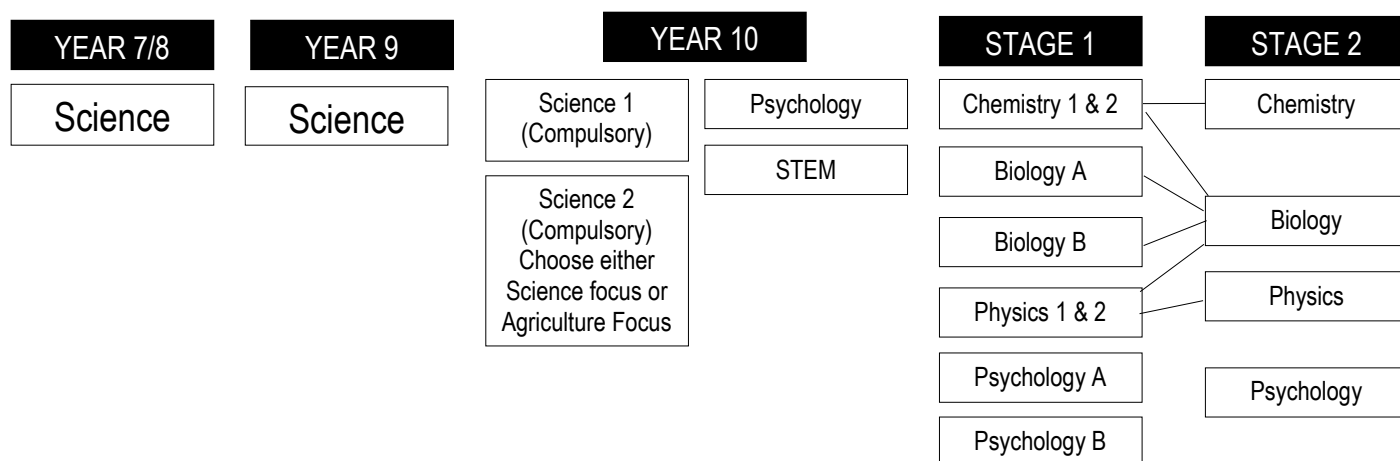 YEAR 7/8
Science
YEAR 9
Science
YEAR 10
Science 1
(Compulsory)
Science 2
(Compulsory)
Choose either
Science focus or
Agriculture Focus
Psychology
STEM
STAGE 1
Chemistry 1 & 2
Biology A
Biology B
Physics 1 & 2
Psychology A
Psychology B
STAGE 2
Chemistry
Biology
Physics
Psychology